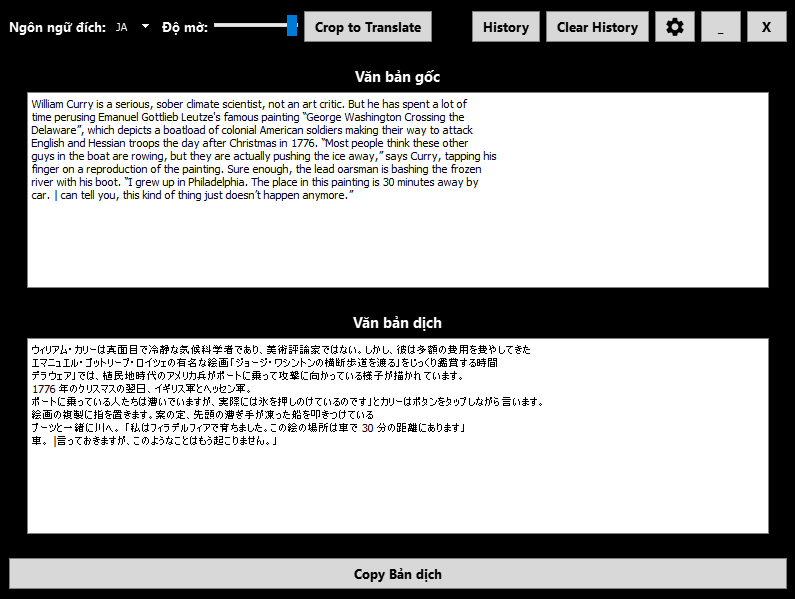 Ngôn ngữ đích: JA Độ mờ: Crop to Translate History Clear History _ X
Văn bản gốc
William Curry is a serious, sober climate scientist, not an art critic. But he has spent a lot of
time perusing Emanuel Gottlieb Leutze's famous painting “George Washington Crossing the
Delaware”, which depicts a boatload of colonial American soldiers making their way to attack
English and Hessian troops the day after Christmas in 1776. “Most people think these other
guys in the boat are rowing, but they are actually pushing the ice away,” says Curry, tapping his
finger on a reproduction of the painting. Sure enough, the lead oarsman is bashing the frozen
river with his boot. “I grew up in Philadelphia. The place in this painting is 30 minutes away by
car. | can tell you, this kind of thing just doesn’t happen anymore.”
Văn bản dịch
ウィリアム・カリーは真面目で冷静な気候科学者であり、美術評論家ではない。しかし、彼は多額の費用を費やしてきた
エマニュエル・ゴットリーブ・ロイツェの有名な絵画「ジョージ・ワシントンの横断歩道を渡る」をじっくり鑑賞する時間
デラウェア」では、植民地時代のアメリカ兵がボートに乗って攻撃に向かっている様子が描かれています。
1776 年のクリスマスの翌日、イギリス軍とヘッセン軍。
ボートに乗っている人たちは漕いでいますが、実際には氷を押しのけているのです」とカリーはボタンをタップしながら言います。
絵画の複製に指を置きます。案の定、先頭の漕ぎ手が凍った船を叩きつけている
ブーツと一緒に川へ。「私はフィラデルフィアで育ちました。この絵の場所は車で 30 分の距離にあります」
車。 |言っておきますが、このようなことはもう起こりません。」
Copy Bản dịch